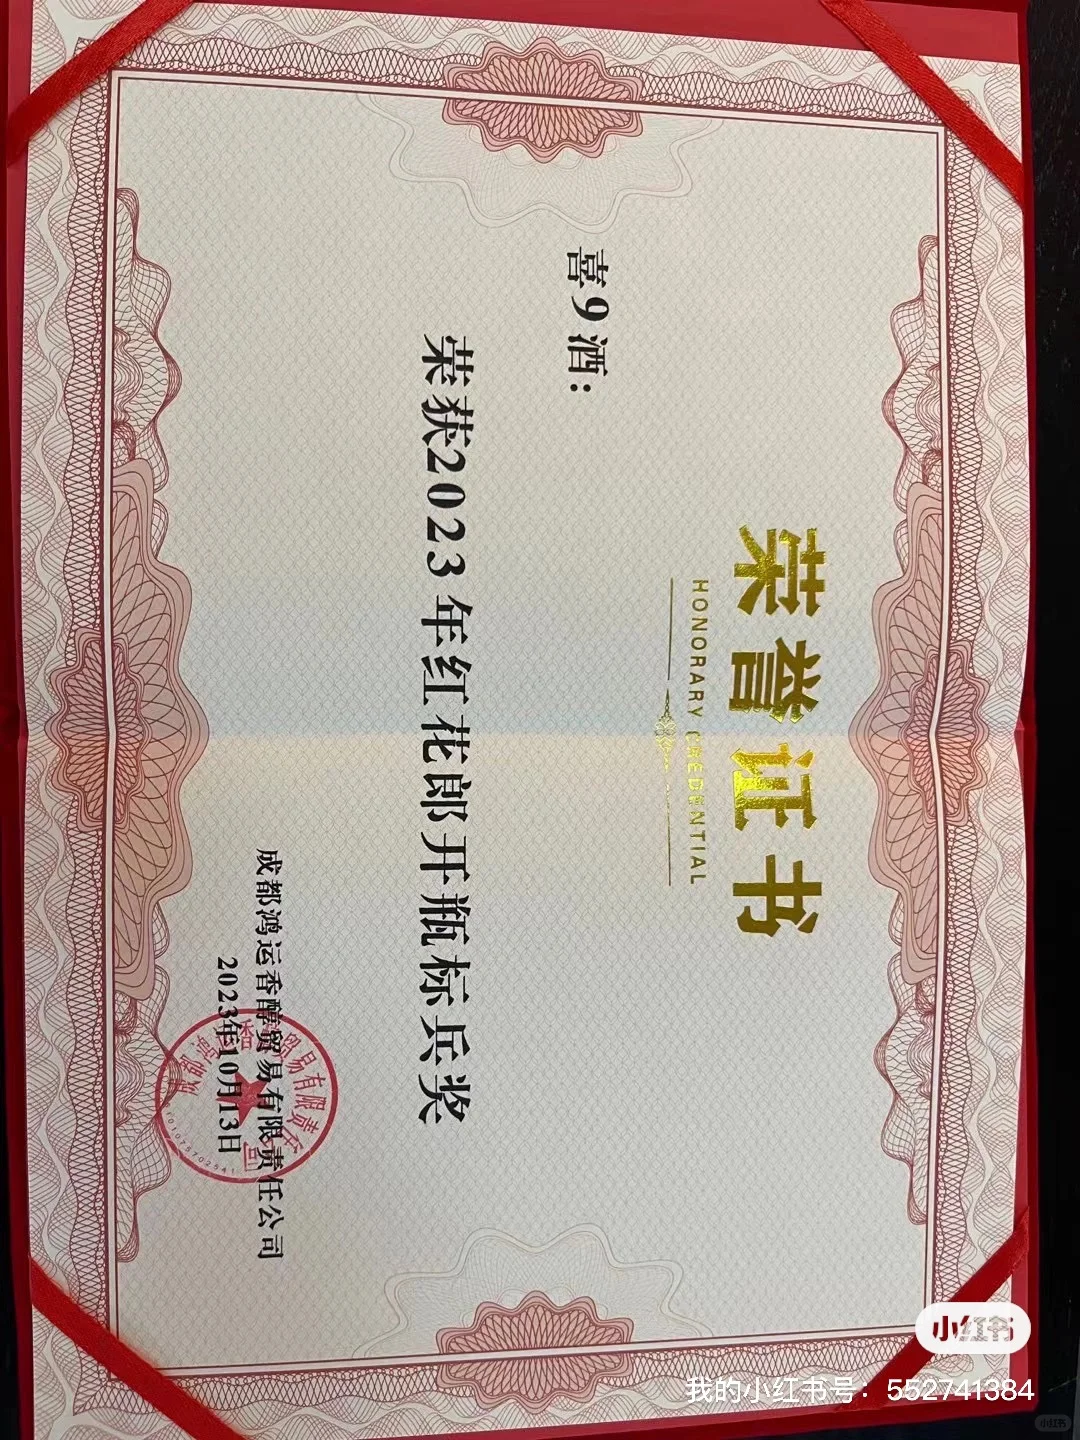 荣誉证书
HONORARY CREDENTIAL
喜9酒：
荣获2023年红花郎开瓶标兵奖
成都鸿运香醇贸易有限责任公司
2023年10月13日
小红书
我的小红书号：552741384
小红书